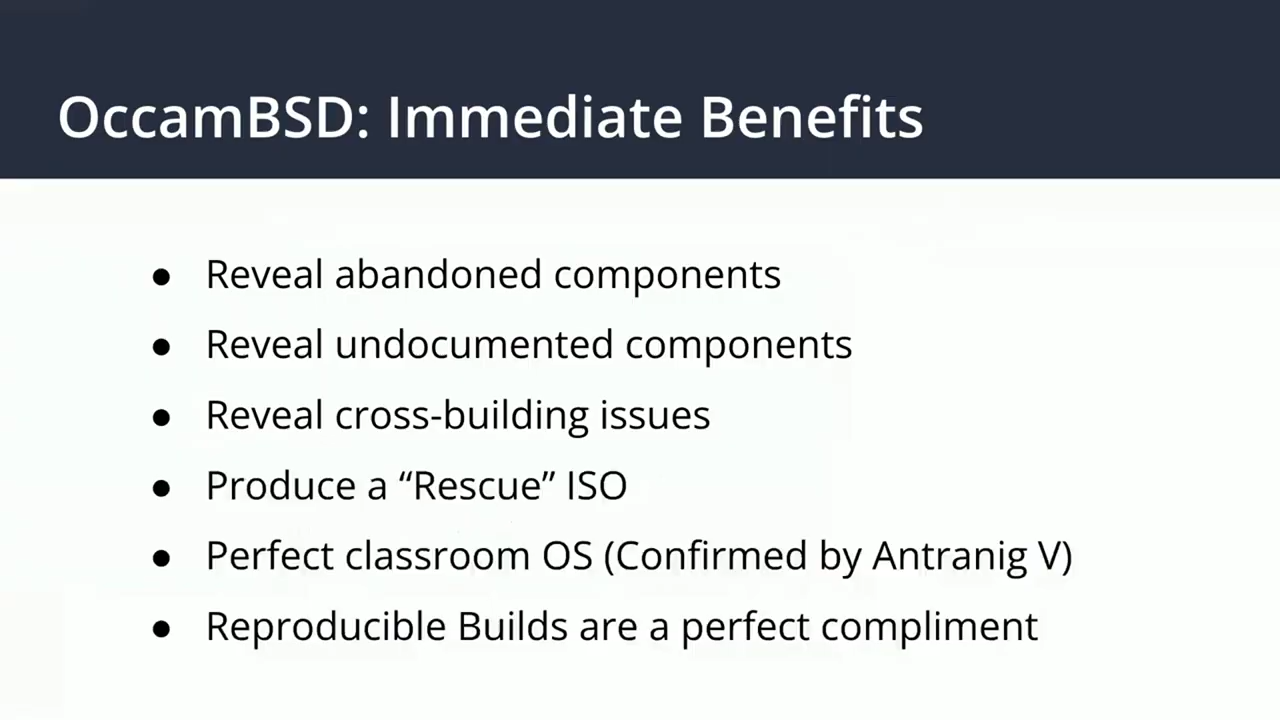 OccamBSD: Immediate Benefits
● Reveal abandoned components
● Reveal undocumented components
● Reveal cross-building issues
● Produce a “Rescue” ISO
● Perfect classroom OS (Confirmed by Antranig V)
● Reproducible Builds are a perfect compliment